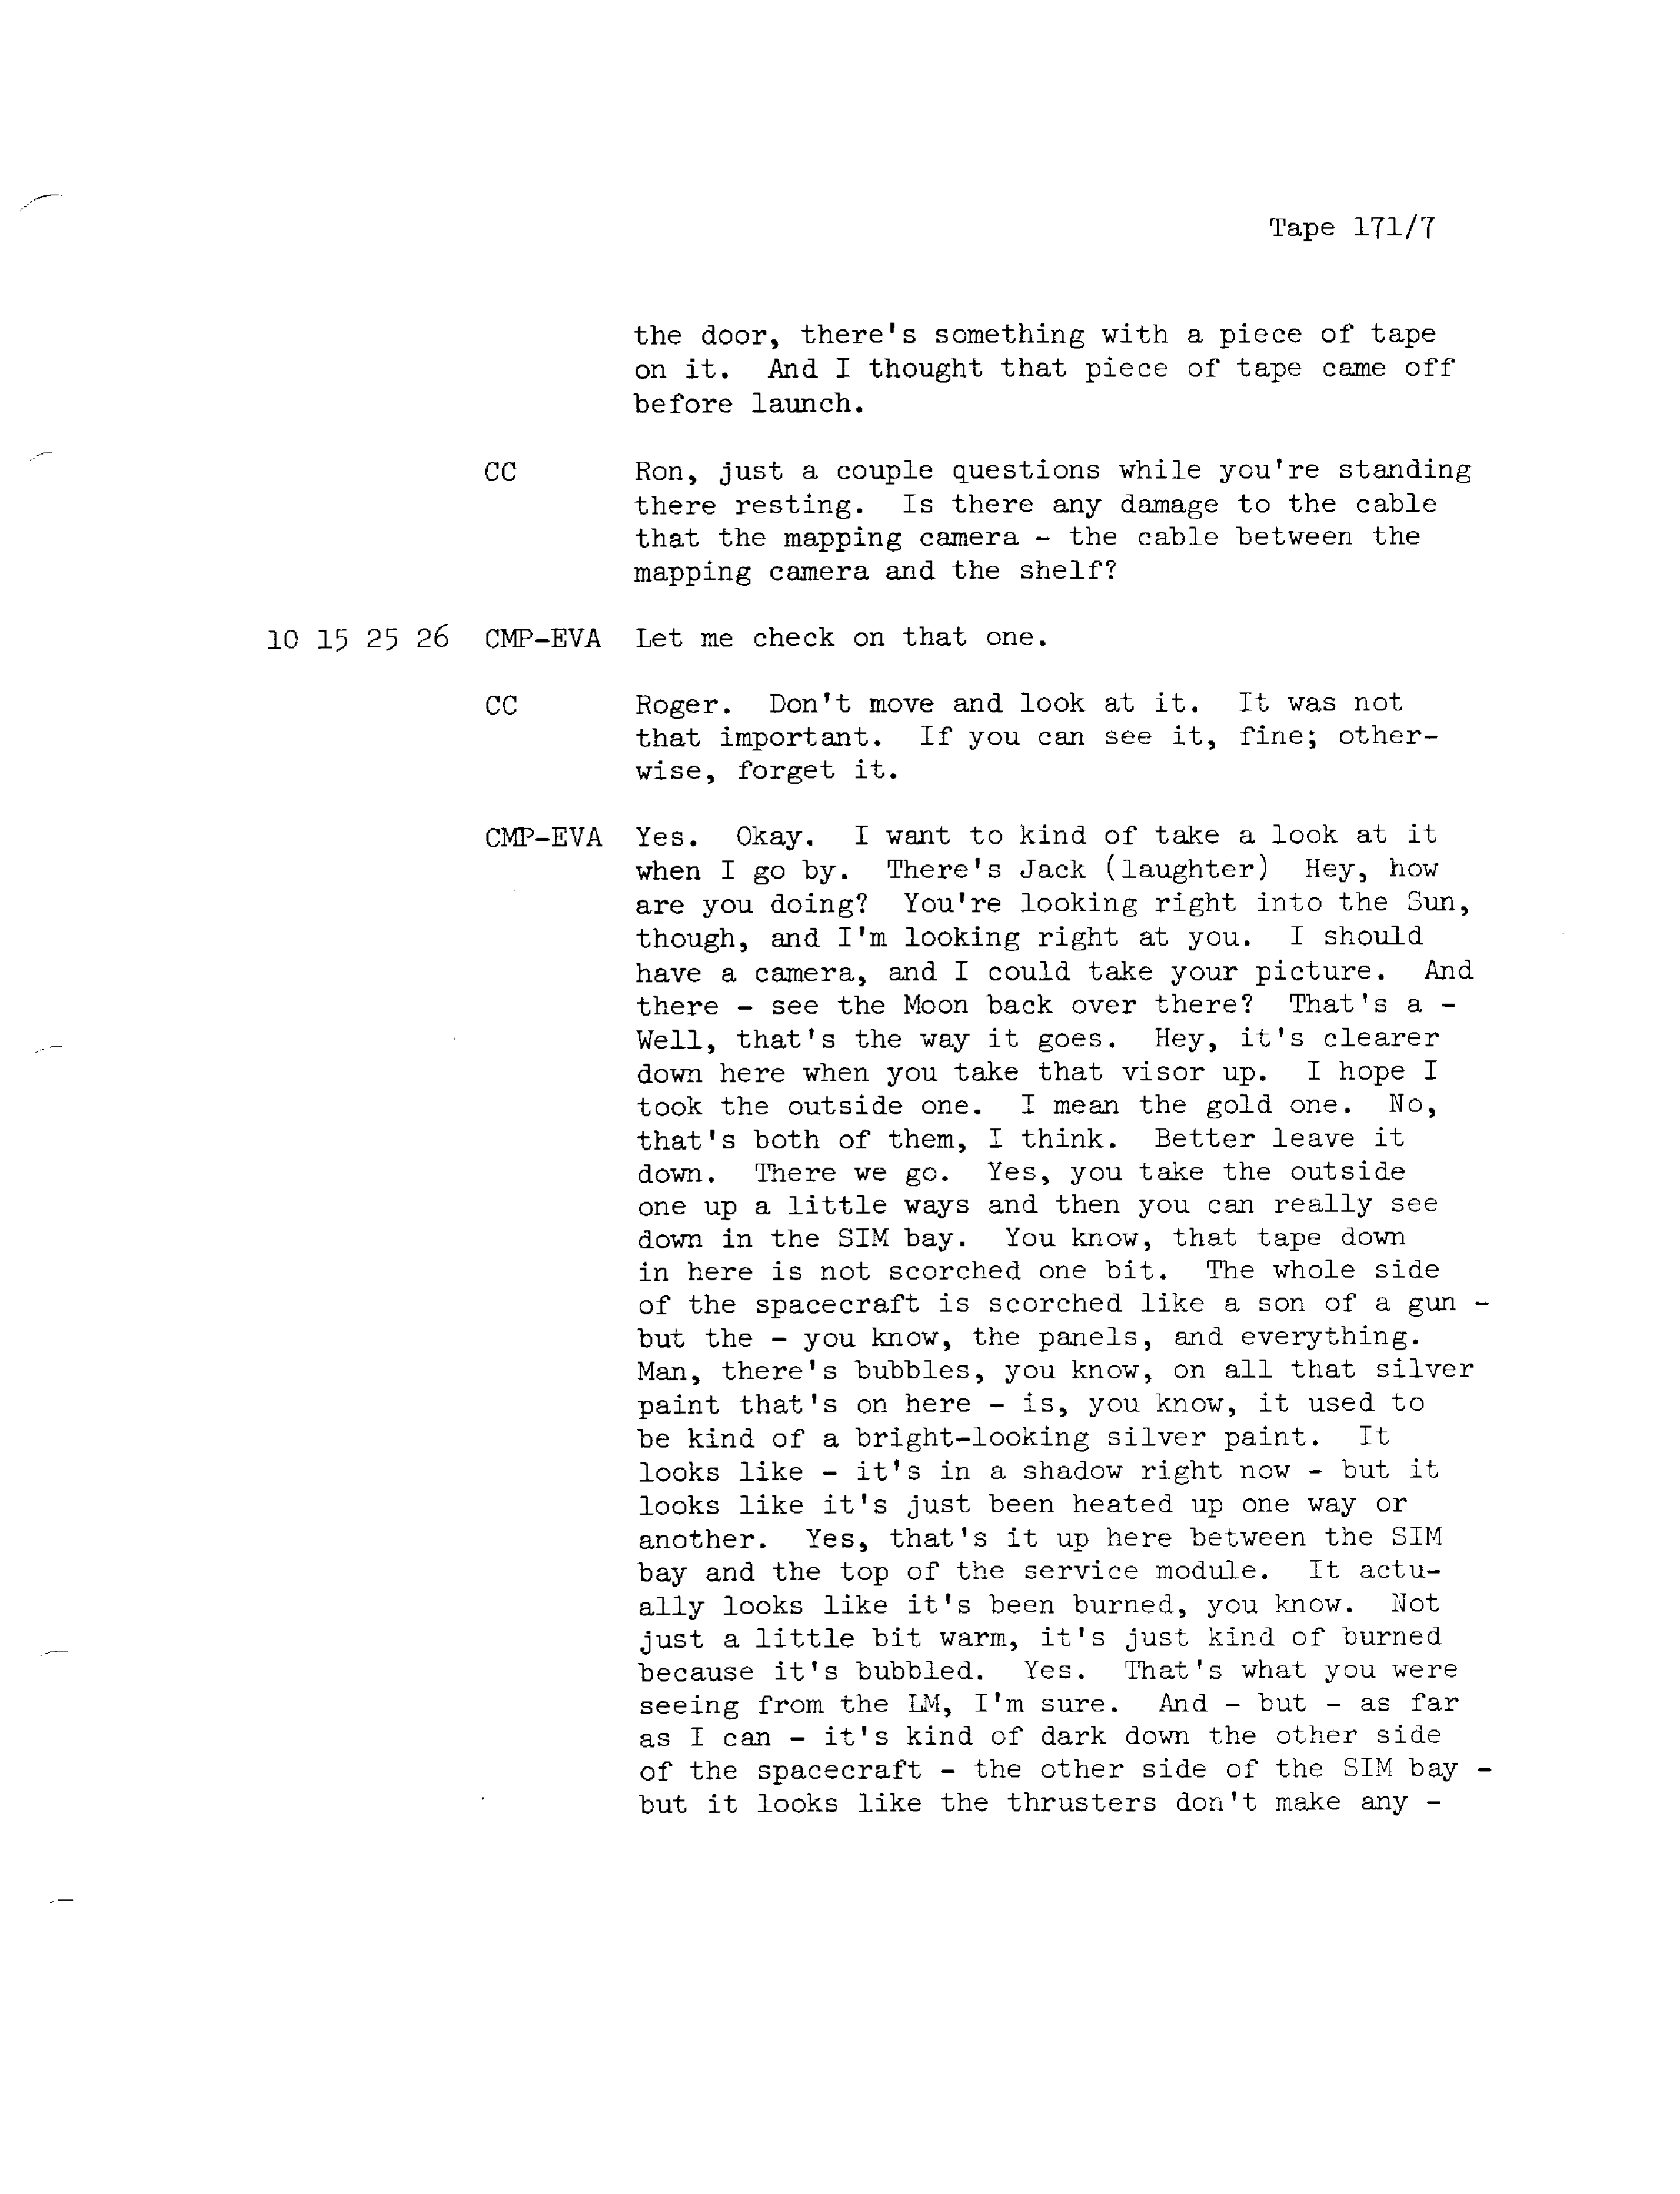 Tape 171/7
the door, there's something with a piece of tape
on it. And I thought that piece of tape came off
before launch.
CC Ron, just a couple questions while you're standing
there resting. Is there any damage to the cable
that the mapping camera - the cable between the
mapping camera and the shelf?
10 15 25 26 CMP-EVA Let me check on that one.
CC Roger. Don't move and look at it. It was not
that important. If you can see it, fine; other-
wise, forget it.
CMP-EVA Yes. Okay. I want to kind of take a look at it
when I go by. There's Jack (laughter) Hey, how
are you doing? You're looking right into the Sun,
though, and I'm looking right at you. I should
have a camera, and I could take your picture. And
there - see the Moon back over there? That's a -
Well, that's the way it goes. Hey, it's clearer
down here when you take that visor up. I hope I
took the outside one. I mean the gold one. No,
that's both of them, I think. Better leave it
down. There we go. Yes, you take the outside
one up a little ways and then you can really see
down in the SIM bay. You know, that tape down
in here is not scorched one bit. The whole side
of the spacecraft is scorched like a son of a gun -
but the - you know, the panels, and everything.
Man, there's bubbles, you know, on all that silver
paint that's on here - is, you know, it used to
be kind of a bright-looking silver paint. It
looks like - it's in a shadow right now - but it
looks like it's just been heated up one way or
another. Yes, that's it up here between the SIM
bay and the top of the service module. It actu-
ally looks like it's been burned, you know. Not
just a little bit warm, it's just kind of burned
because it's bubbled. Yes. That's what you were
seeing from the LM, I'm sure. And - but - as far
as I can - it's kind of dark down the other side
of the spacecraft - the other side of the SIM bay -
but it looks like the thrusters don't make any -